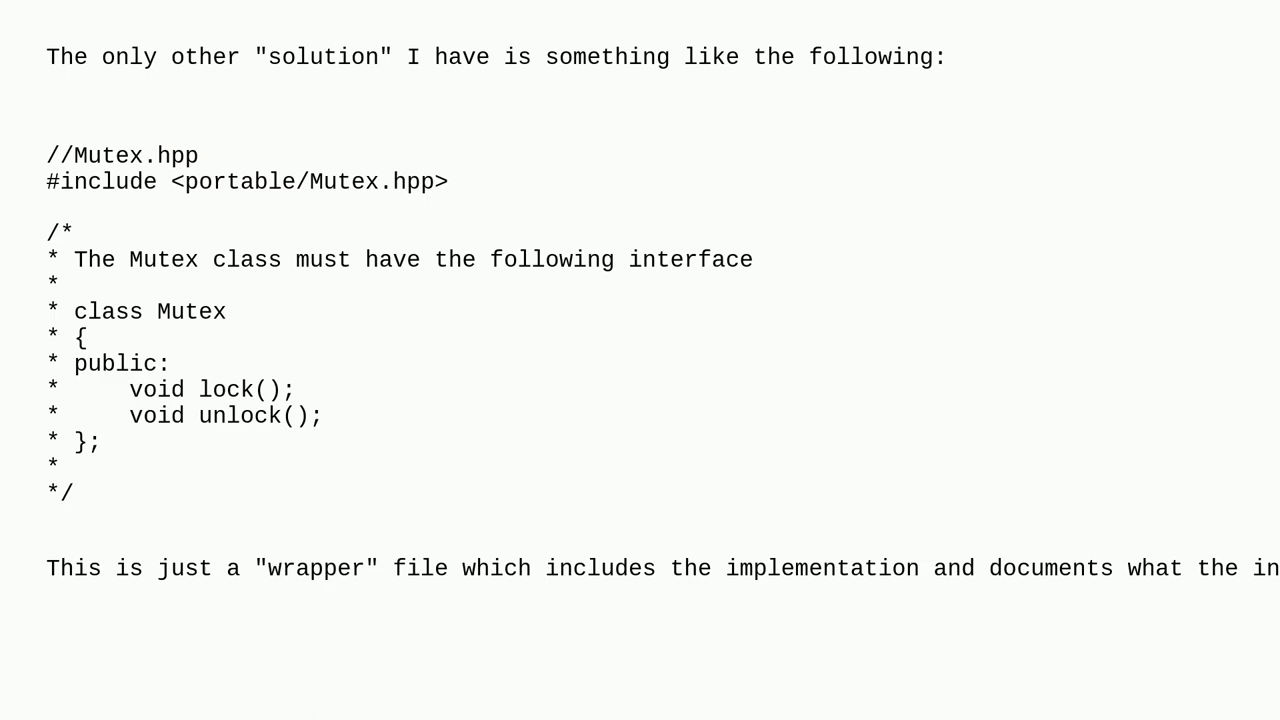 The only other "solution" I have is something like the following:
//Mutex.hpp
#include <portable/Mutex.hpp>
/*
* The Mutex class must have the following interface
*
* class Mutex
* {
* public:
*     void lock();
*     void unlock();
* };
*
*/
This is just a "wrapper" file which includes the implementation and documents what the